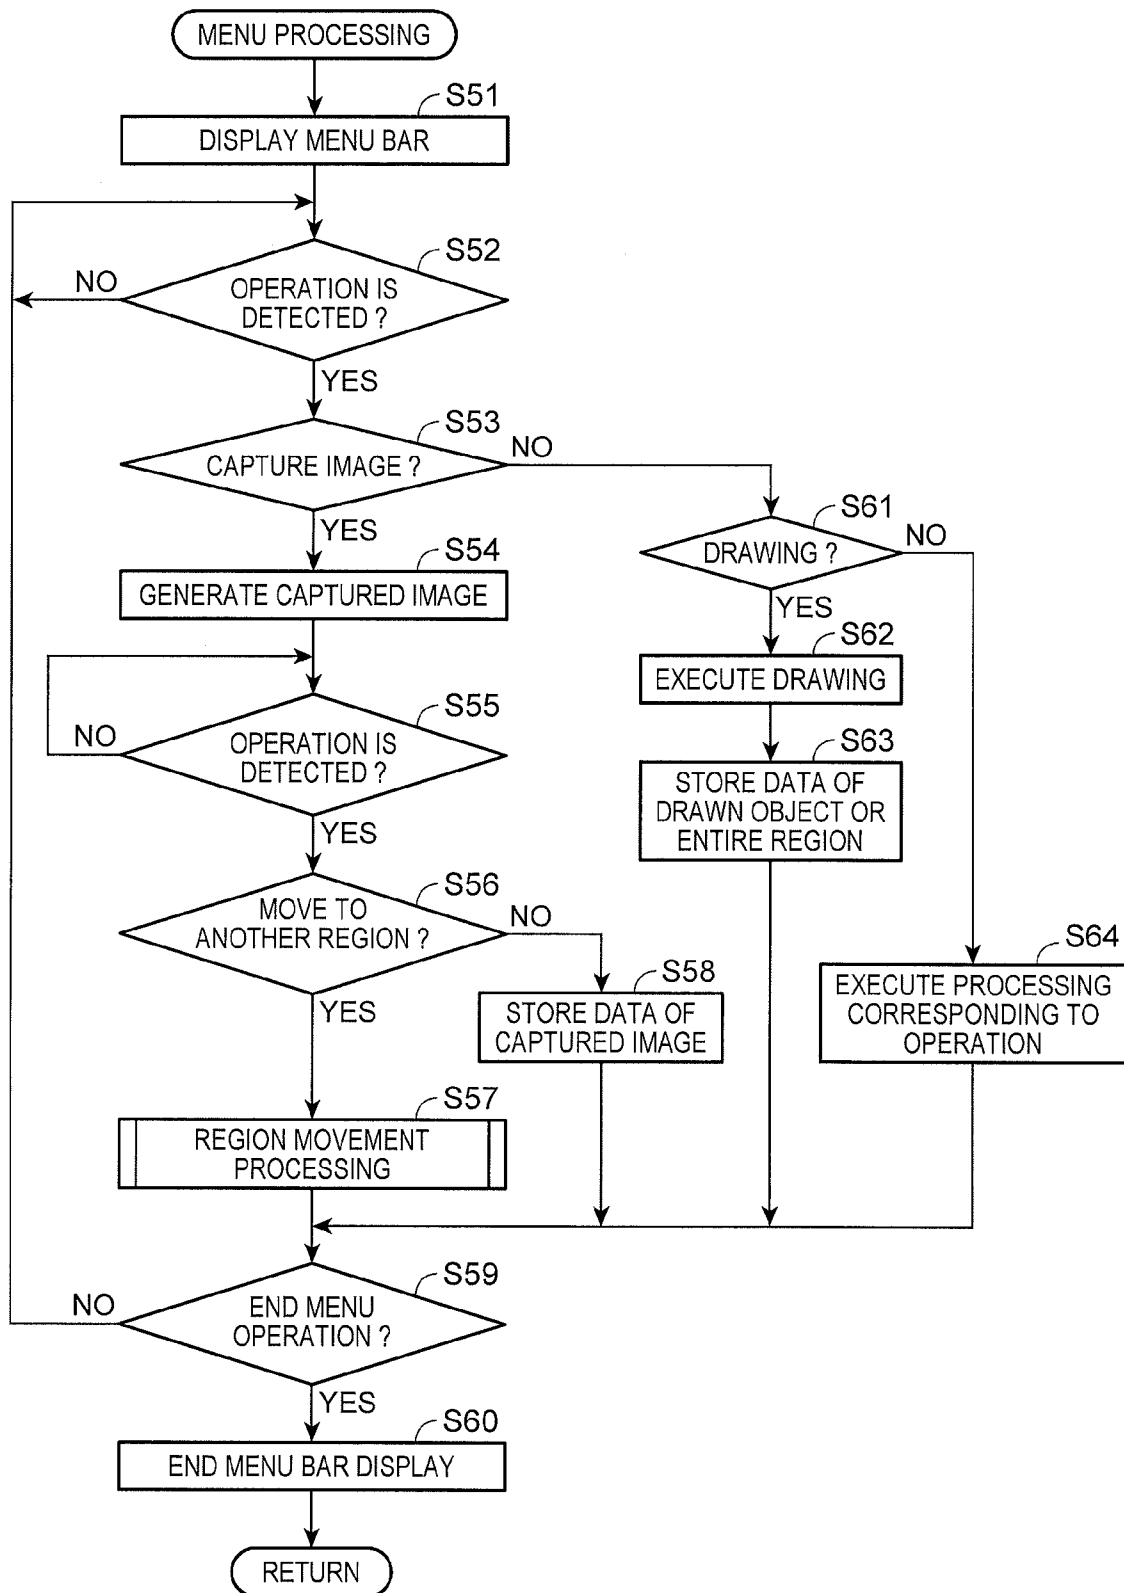 MENU PROCESSING
S51
DISPLAY MENU BAR
S52
OPERATION IS
DETECTED ?
NO
YES
S53
CAPTURE IMAGE ?
NO
YES
S54
GENERATE CAPTURED IMAGE
S61
DRAWING ?
NO
YES
S62
EXECUTE DRAWING
S63
STORE DATA OF
DRAWN OBJECT OR
ENTIRE REGION
S55
OPERATION IS
DETECTED ?
NO
YES
S56
MOVE TO
ANOTHER REGION ?
NO
YES
S58
STORE DATA OF
CAPTURED IMAGE
S64
EXECUTE PROCESSING
CORRESPONDING TO
OPERATION
S57
REGION MOVEMENT
PROCESSING
S59
END MENU
OPERATION ?
NO
YES
S60
END MENU BAR DISPLAY
RETURN